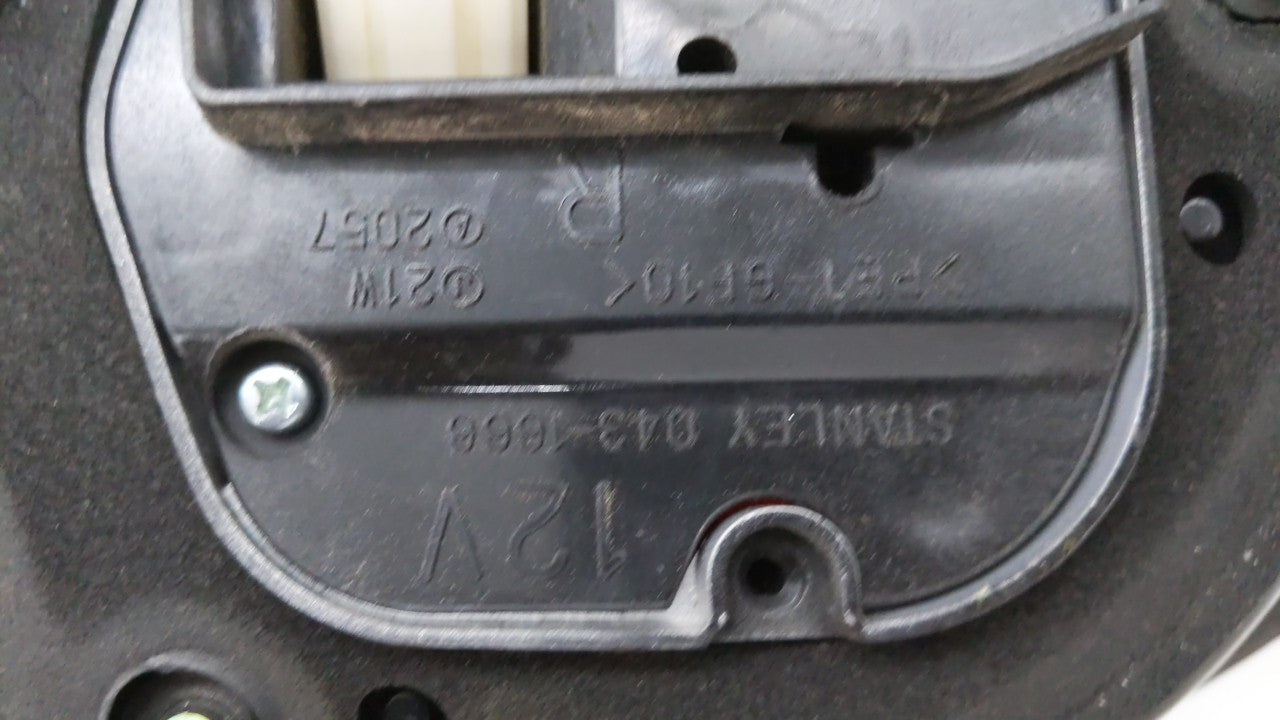 R
2057
>PBT-GF10<
21W
STANLEY 043-1666
12V